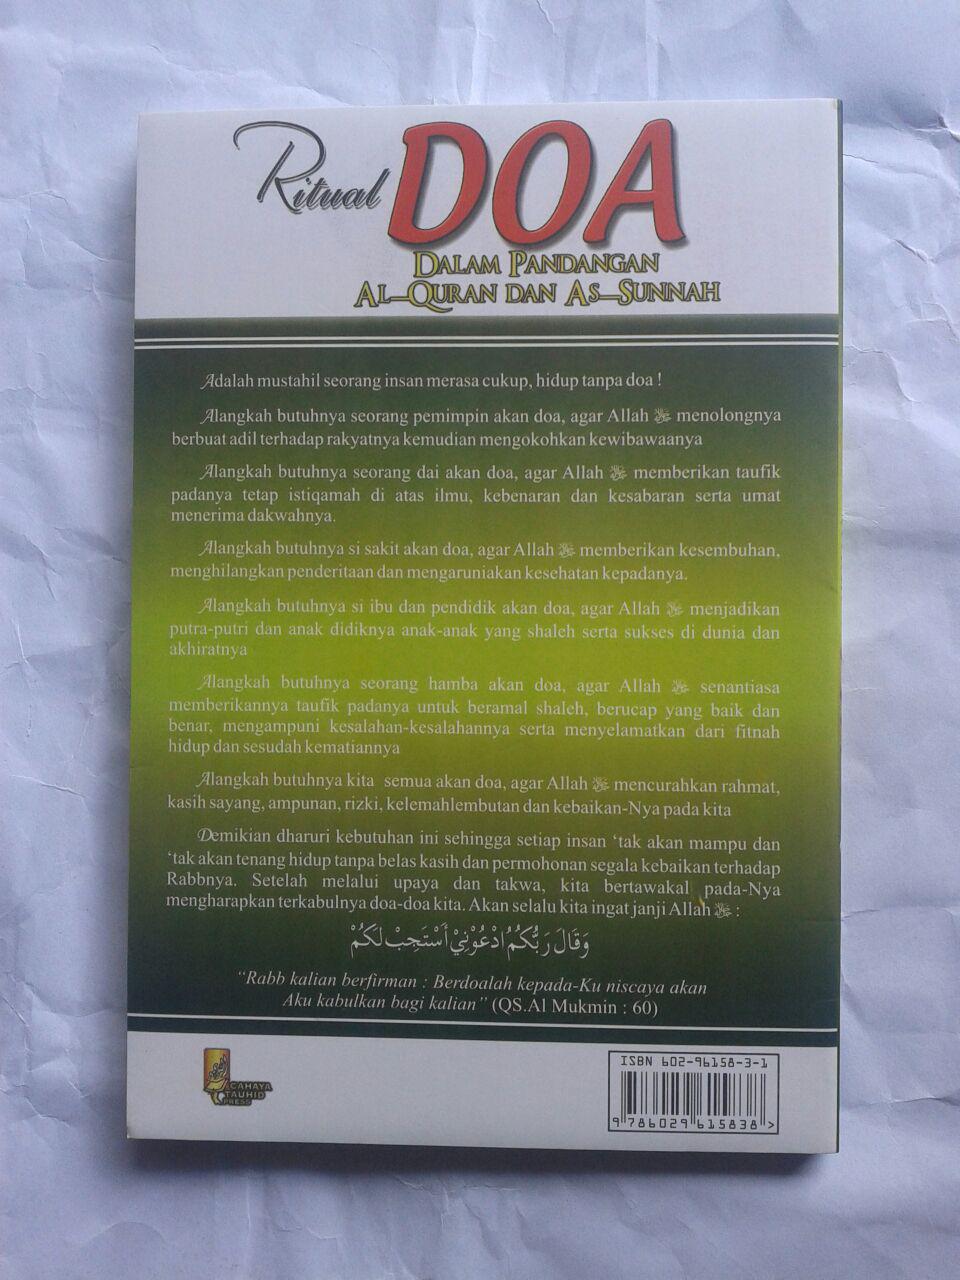 Ritual DOA
DALAM PANDANGAN
AL-QURAN DAN AS-SUNNAH
Adalah mustahil seorang insan merasa cukup, hidup tanpa doa !
Alangkah butuhnya seorang pemimpin akan doa, agar Allah ﷻ menolongnya
berbuat adil terhadap rakyatnya kemudian mengokohkan kewibawaanya
Alangkah butuhnya seorang dai akan doa, agar Allah ﷻ memberikan taufik
padanya tetap istiqamah di atas ilmu, kebenaran dan kesabaran serta umat
menerima dakwahnya.
Alangkah butuhnya si sakit akan doa, agar Allah ﷻ memberikan kesembuhan,
menghilangkan penderitaan dan mengaruniakan kesehatan kepadanya.
Alangkah butuhnya si ibu dan pendidik akan doa, agar Allah ﷻ menjadikan
putra-putri dan anak didiknya anak-anak yang shaleh serta sukses di dunia dan
akhiratnya
Alangkah butuhnya seorang hamba akan doa, agar Allah ﷻ senantiasa
memberikannya taufik padanya untuk beramal shaleh, berucap yang baik dan
benar, mengampuni kesalahan-kesalahannya serta menyelamatkan dari fitnah
hidup dan sesudah kematiannya
Alangkah butuhnya kita semua akan doa, agar Allah ﷻ mencurahkan rahmat,
kasih sayang, ampunan, rizki, kelemahlembutan dan kebaikan-Nya pada kita
Demikian dharuri kebutuhan ini sehingga setiap insan ‘tak akan mampu dan
‘tak akan tenang hidup tanpa belas kasih dan permohonan segala kebaikan terhadap
Rabbnya. Setelah melalui upaya dan takwa, kita bertawakal pada-Nya
mengharapkan terkabulnya doa-doa kita. Akan selalu kita ingat janji Allah ﷻ :
وَقَالَ رَبُّكُمُ ادْعُوْنِيْ أَسْتَجِبْ لَكُمْ
“Rabb kalian berfirman : Berdoalah kepada-Ku niscaya akan
Aku kabulkan bagi kalian” (QS.Al Mukmin : 60)
CAHAYA
TAUHID
PRESS
ISBN 602-96158-3-1
9 786029 615838 >